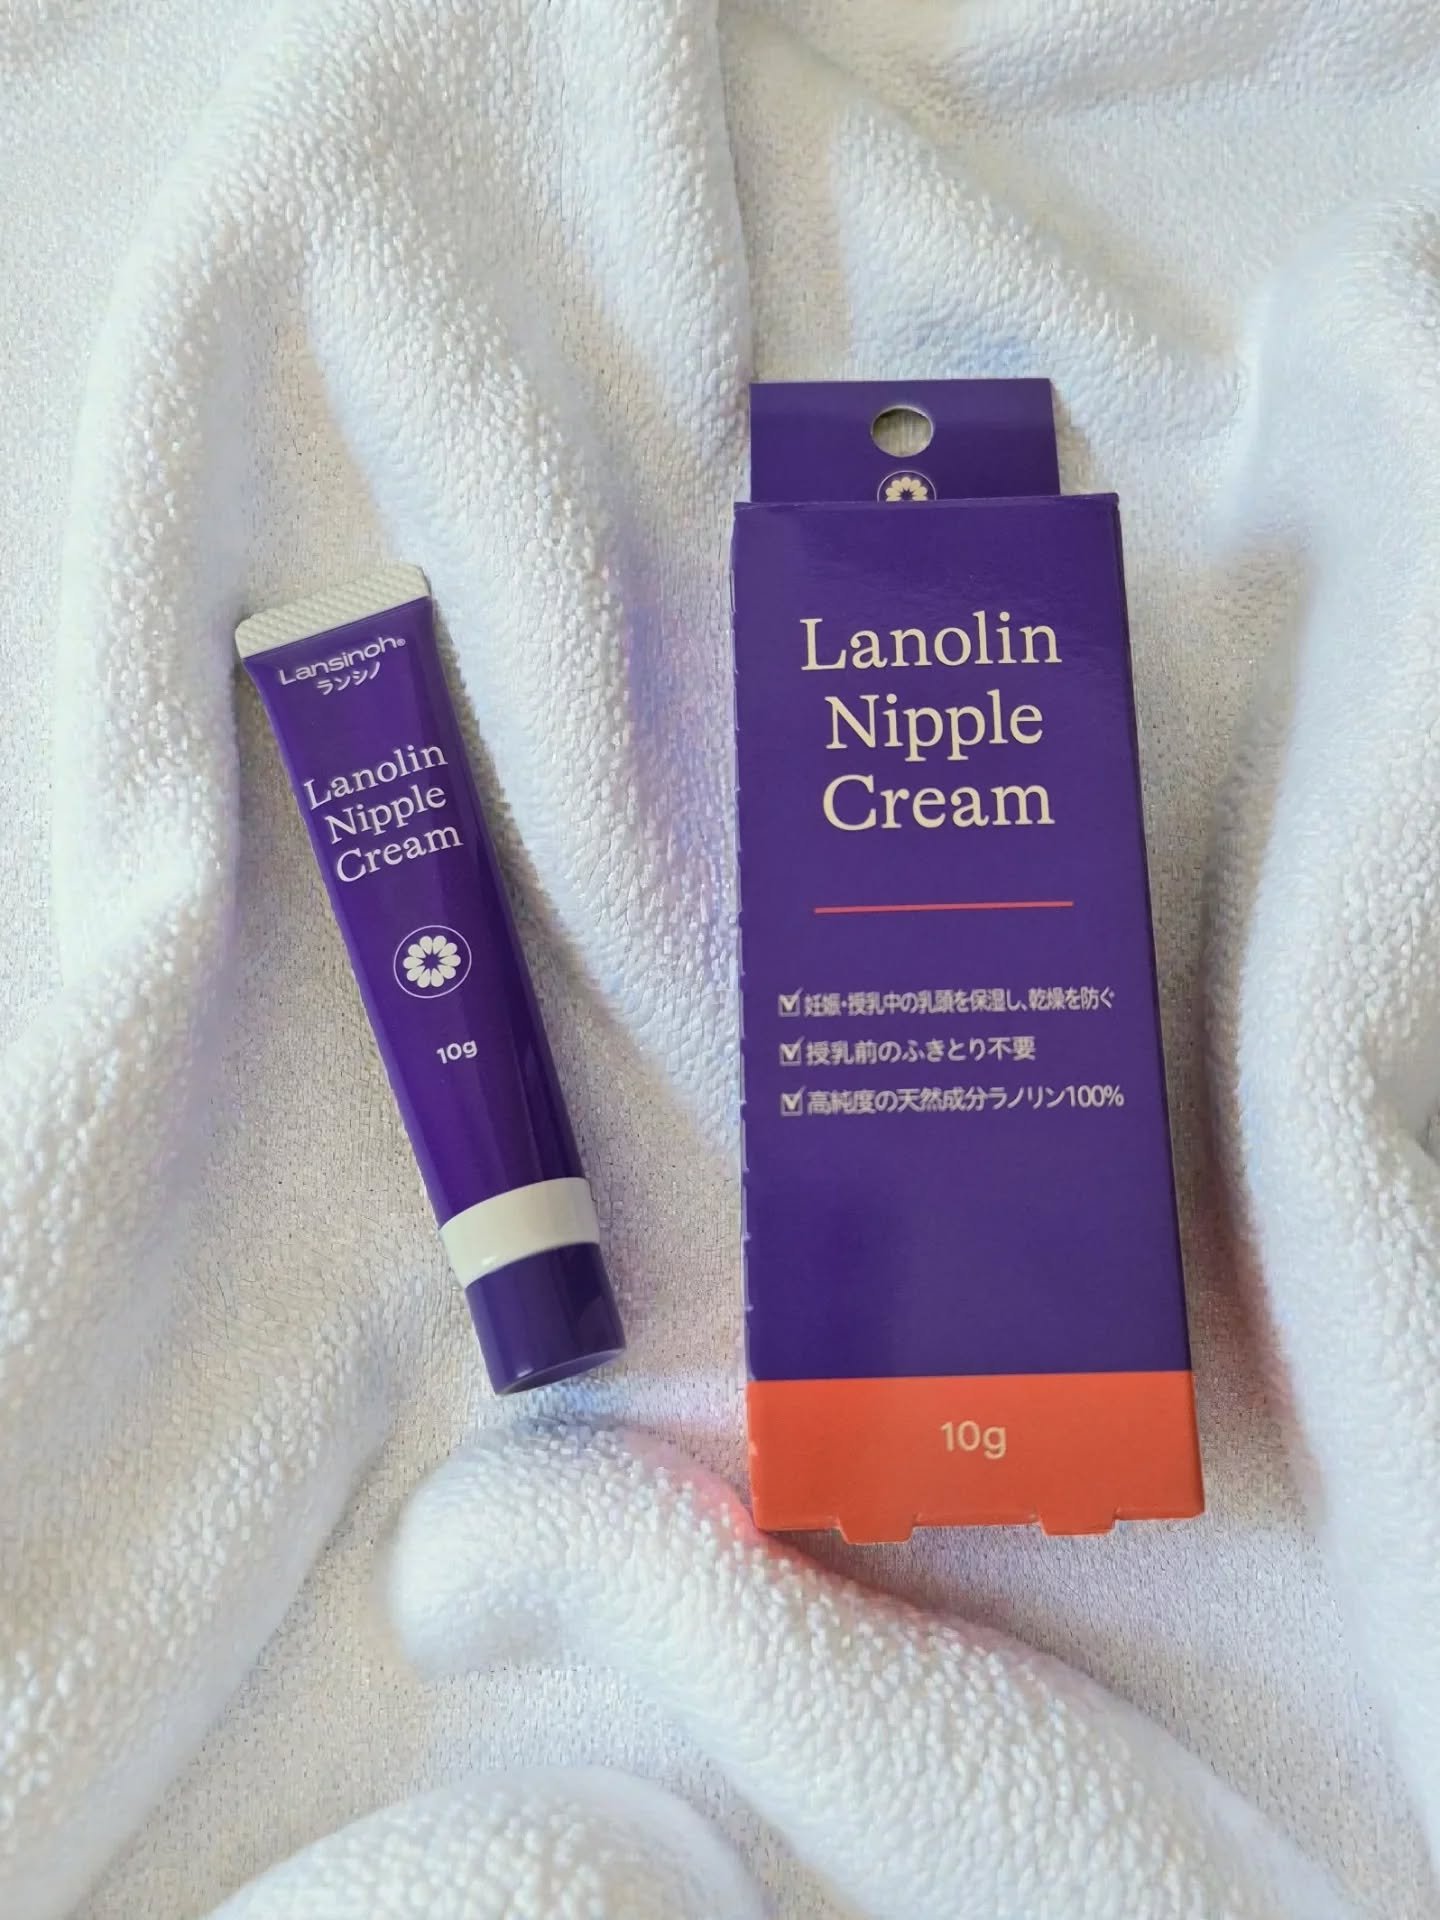 Lansinoh®
ランシノ
Lanolin
Nipple
Cream
10g
Lanolin
Nipple
Cream
妊娠・授乳中の乳頭を保湿し、乾燥を防ぐ
授乳前のふきとり不要
高純度の天然成分ラノリン100%
10g